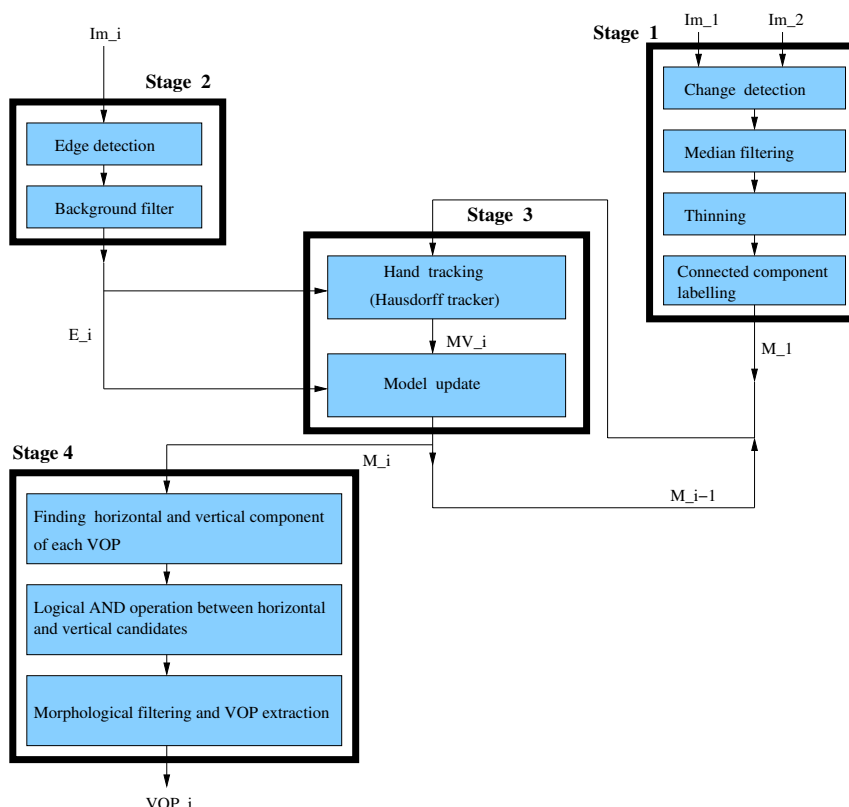 Im_i
Stage 2
Edge detection
Background filter
E_i
Im_1 Im_2
Stage 1
Change detection
Median filtering
Thinning
Connected component
labelling
M_1
Stage 3
Hand tracking
(Hausdorff tracker)
MV_i
Model update
M_i
M_i−1
Stage 4
Finding horizontal and vertical component
of each VOP
Logical AND operation between horizontal
and vertical candidates
Morphological filtering and VOP extraction
VOP_i